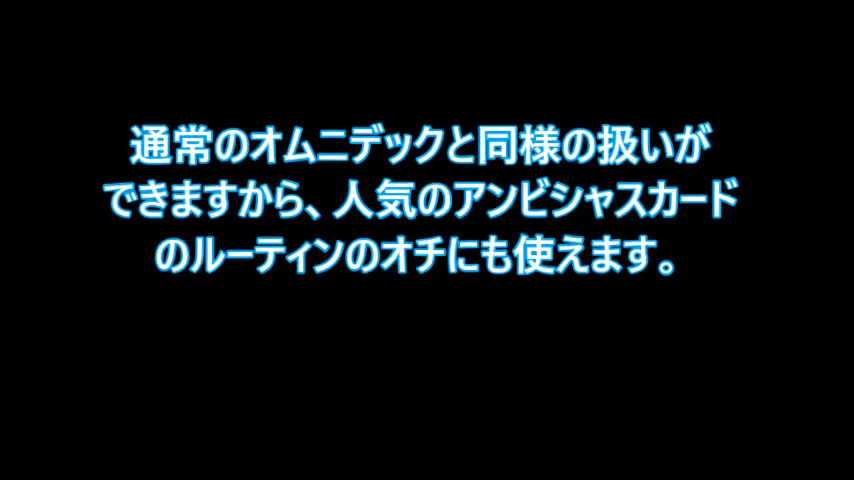 通常のオムニデックと同様の扱いが
できますから、人気のアンビシャスカード
のルーティンのオチにも使えます。